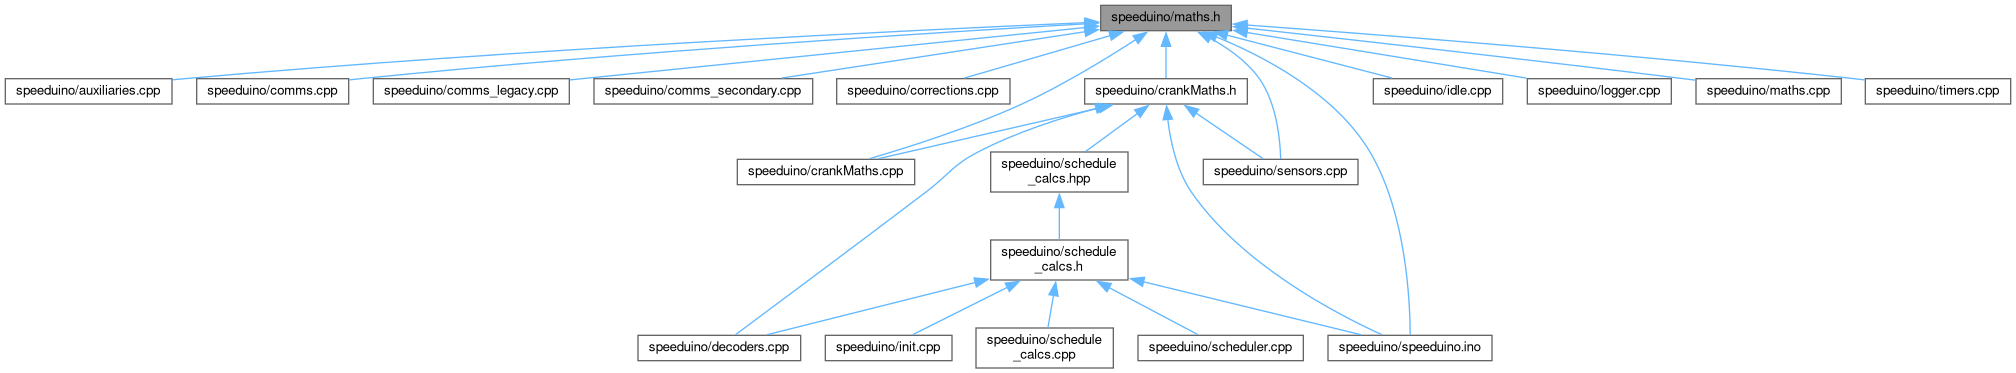 speeduino/maths.h
speeduino/auxiliaries.cpp
speeduino/comms.cpp
speeduino/comms_legacy.cpp
speeduino/comms_secondary.cpp
speeduino/corrections.cpp
speeduino/crankMaths.h
speeduino/idle.cpp
speeduino/logger.cpp
speeduino/maths.cpp
speeduino/timers.cpp
speeduino/crankMaths.cpp
speeduino/schedule
_calcs.hpp
speeduino/sensors.cpp
speeduino/schedule
_calcs.h
speeduino/decoders.cpp
speeduino/init.cpp
speeduino/schedule
_calcs.cpp
speeduino/scheduler.cpp
speeduino/speeduino.ino